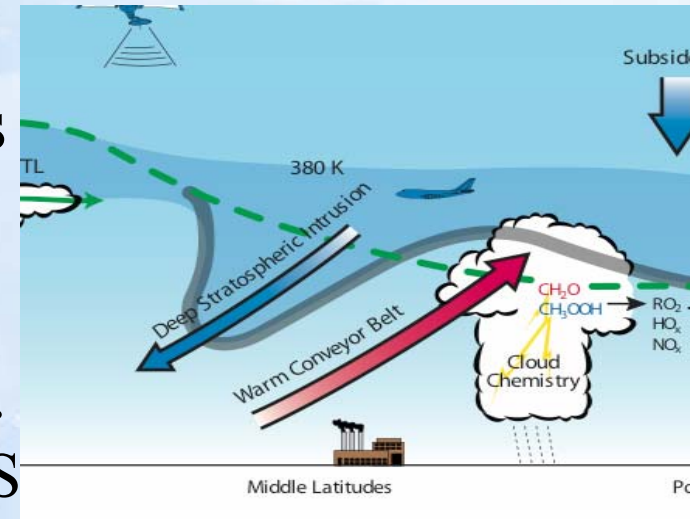 s
TL
380 K
Subside
Deep Stratospheric Intrusion
Warm Conveyor Belt
CH₂O
CH₃OOH
RO₂
HOₓ
NOₓ
Cloud
Chemistry
.
S
Middle Latitudes
Po